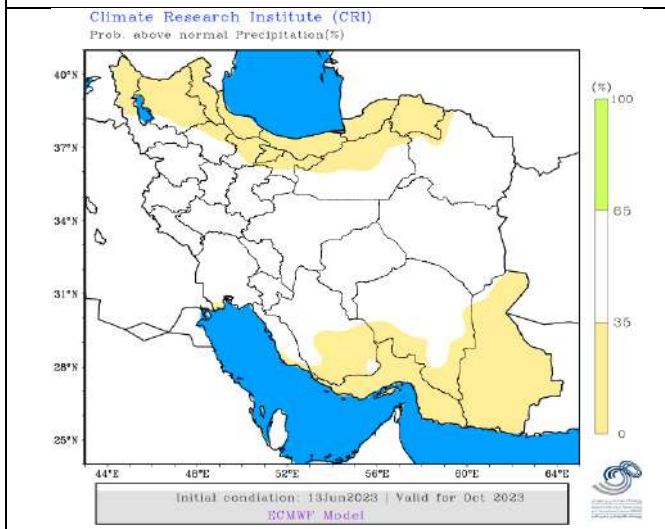 Climate Research Institute (CRI)
Prob. above normal Precipitation(%)
(%)
100
65
35
0
40°N
37°N
34°N
31°N
28°N
25°N
44°E 48°E 52°E 56°E 60°E 64°E
Initial condiation: 13Jun2023 | Valid for Oct 2023
ECMWF Model